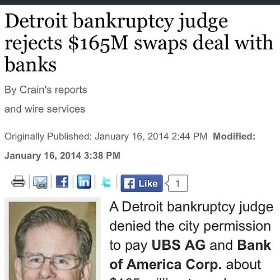 Detroit bankruptcy judge
rejects $165M swaps deal with
banks
By Crain's reports
and wire services
Originally Published: January 16, 2014 2:44 PM Modified:
January 16, 2014 3:38 PM
f in f Like 1
A Detroit bankruptcy judge
denied the city permission
to pay UBS AG and Bank
of America Corp. about